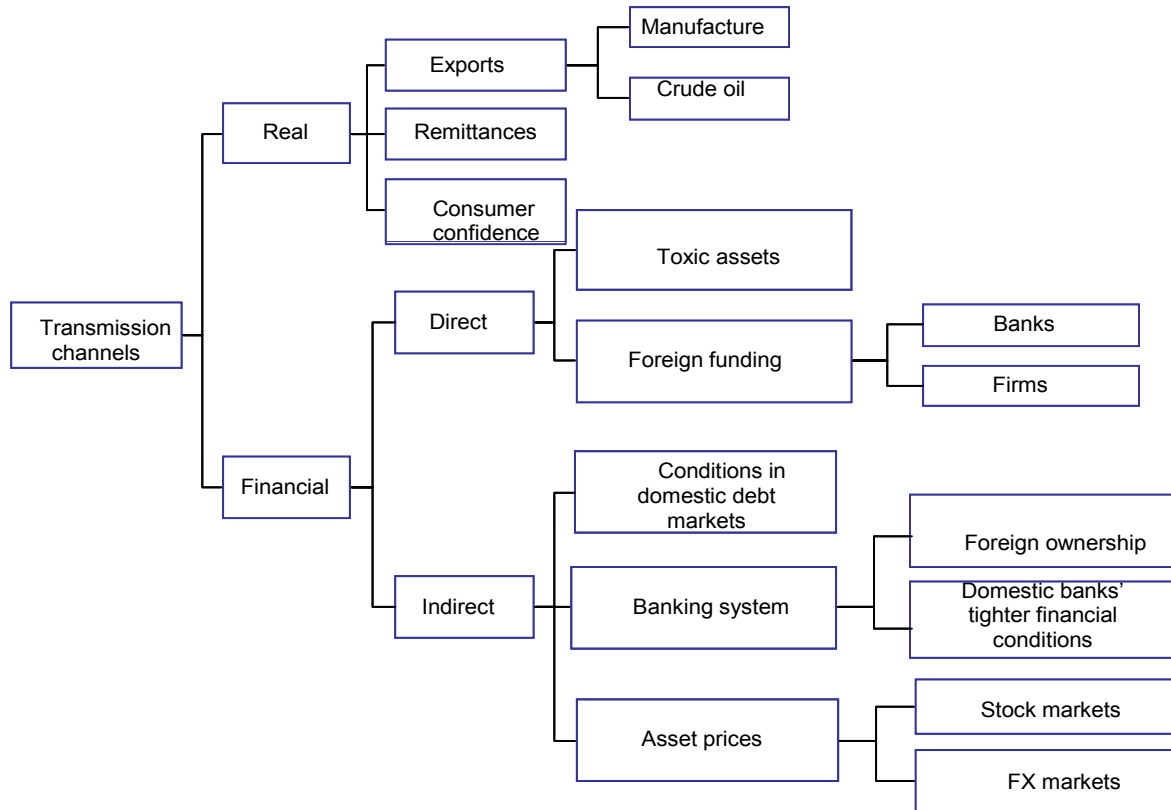 Manufacture
Exports
Crude oil
Real
Remittances
Consumer
confidence
Toxic assets
Transmission
channels
Direct
Banks
Foreign funding
Firms
Financial
Conditions in
domestic debt
markets
Foreign ownership
Indirect
Banking system
Domestic banks’
tighter financial
conditions
Asset prices
Stock markets
FX markets